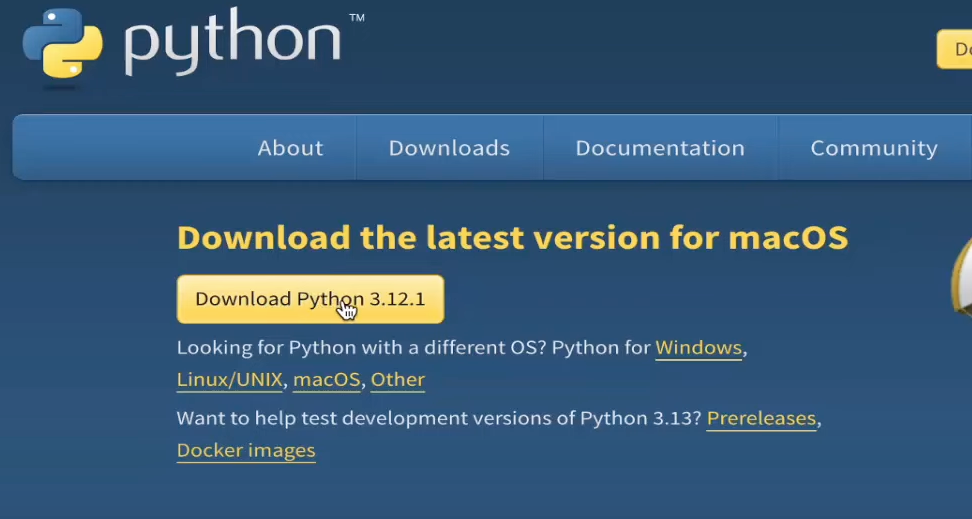 python™
About Downloads Documentation Community
Download the latest version for macOS
Download Python 3.12.1
Looking for Python with a different OS? Python for Windows,
Linux/UNIX, macOS, Other
Want to help test development versions of Python 3.13? Prereleases,
Docker images